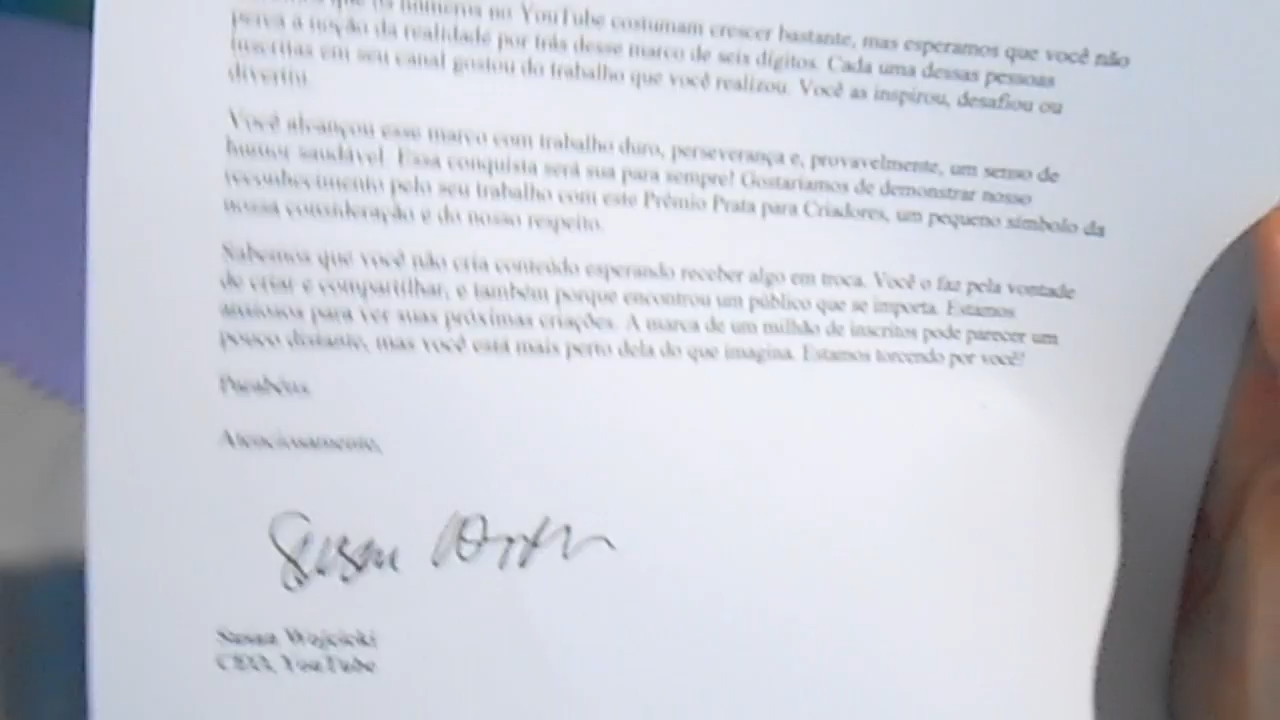 que os números no YouTube costumam crescer bastante, mas esperamos que você não
perca a noção da realidade por trás desse marco de seis dígitos. Cada uma dessas pessoas
inscritas em seu canal gostou do trabalho que você realizou. Você as inspirou, desafiou ou
divertiu.
Você alcançou esse marco com trabalho duro, perseverança e, provavelmente, um senso de
humor saudável. Essa conquista será sua para sempre! Gostaríamos de demonstrar nosso
reconhecimento pelo seu trabalho com este Prêmio Prata para Criadores, um pequeno símbolo da
nossa consideração e do nosso respeito.
Sabemos que você não cria conteúdo esperando receber algo em troca. Você o faz pela vontade
de criar e compartilhar, e também porque encontrou um público que se importa. Estamos
ansiosos para ver suas próximas criações. A marca de um milhão de inscritos pode parecer um
pouco distante, mas você está mais perto dela do que imagina. Estamos torcendo por você!
Parabéns.
Atenciosamente,
Susan Wojcicki
Susan Wojcicki
CEO, YouTube